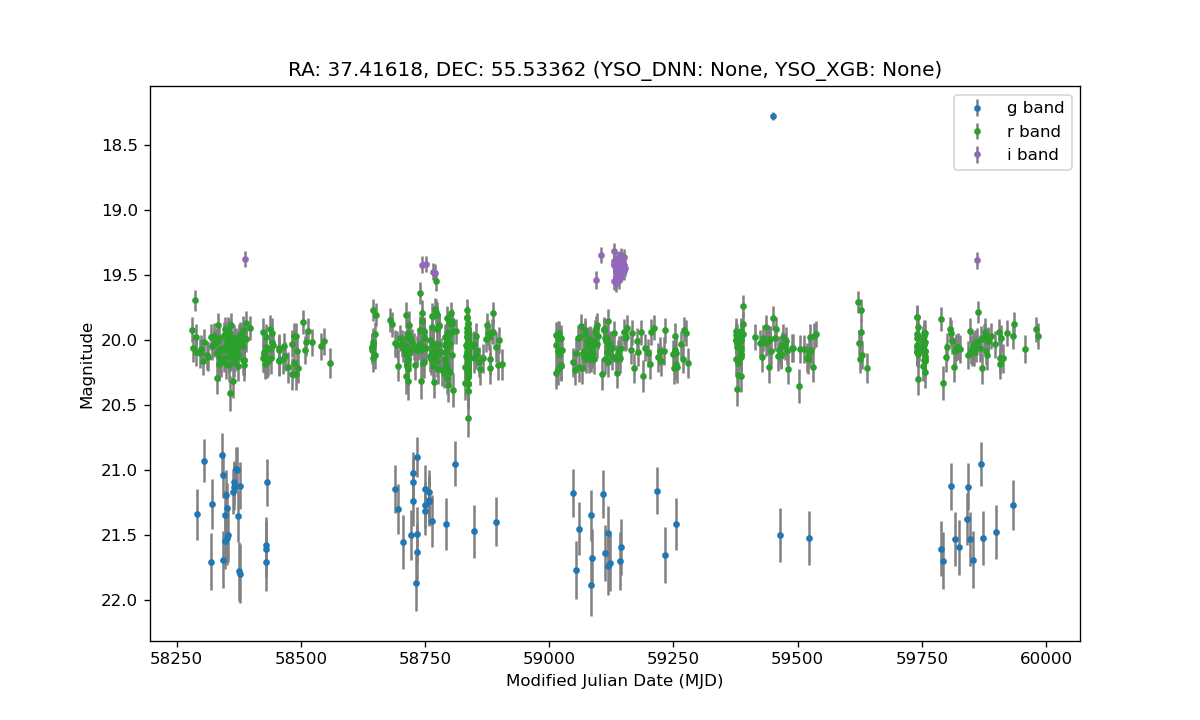 RA: 37.41618, DEC: 55.53362 (YSO_DNN: None, YSO_XGB: None)
g band
r band
i band
18.5
19.0
19.5
20.0
20.5
21.0
21.5
22.0
Magnitude
58250 58500 58750 59000 59250 59500 59750 60000
Modified Julian Date (MJD)